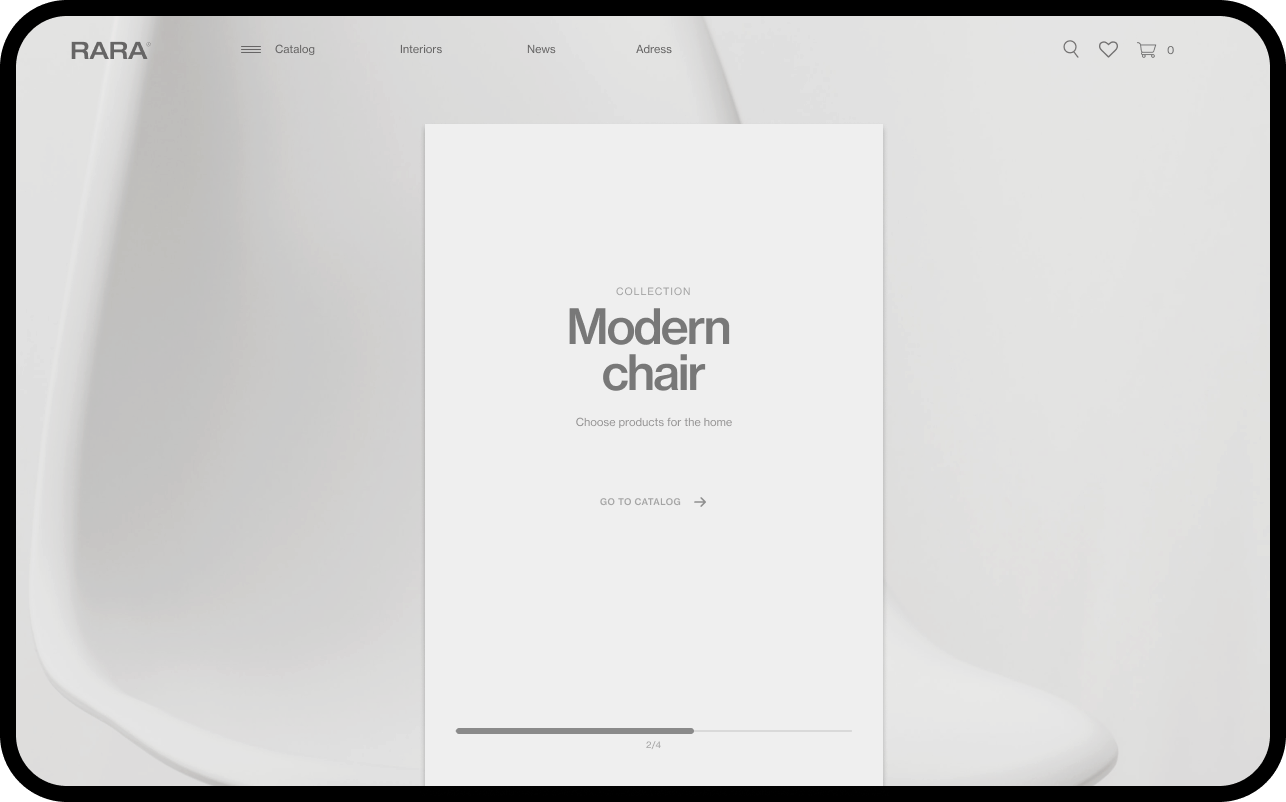 RARA®
Catalog
Interiors
News
Adress
0
COLLECTION
Modern
chair
Choose products for the home
GO TO CATALOG
2/4